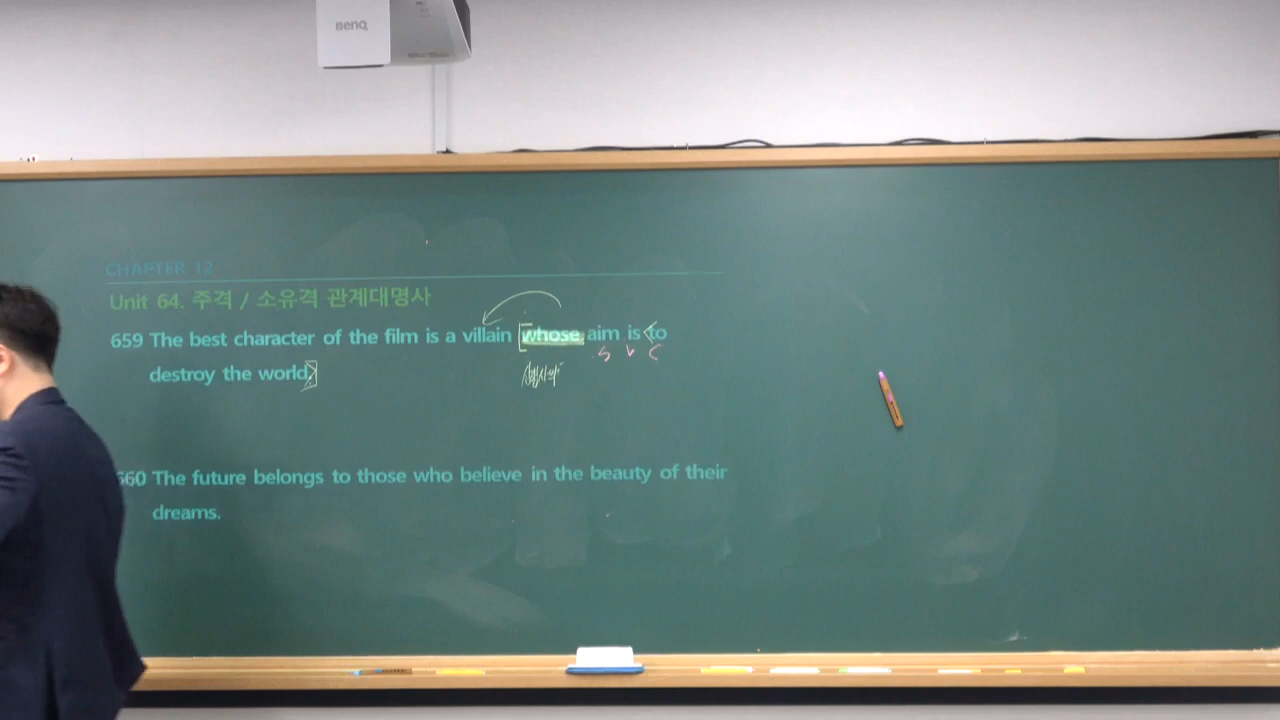 BenQ
CHAPTER 12
Unit 64. 주격 / 소유격 관계대명사
659 The best character of the film is a villain [whose aim is <to
S V C
destroy the world.>]
660 The future belongs to those who believe in the beauty of their
dreams.